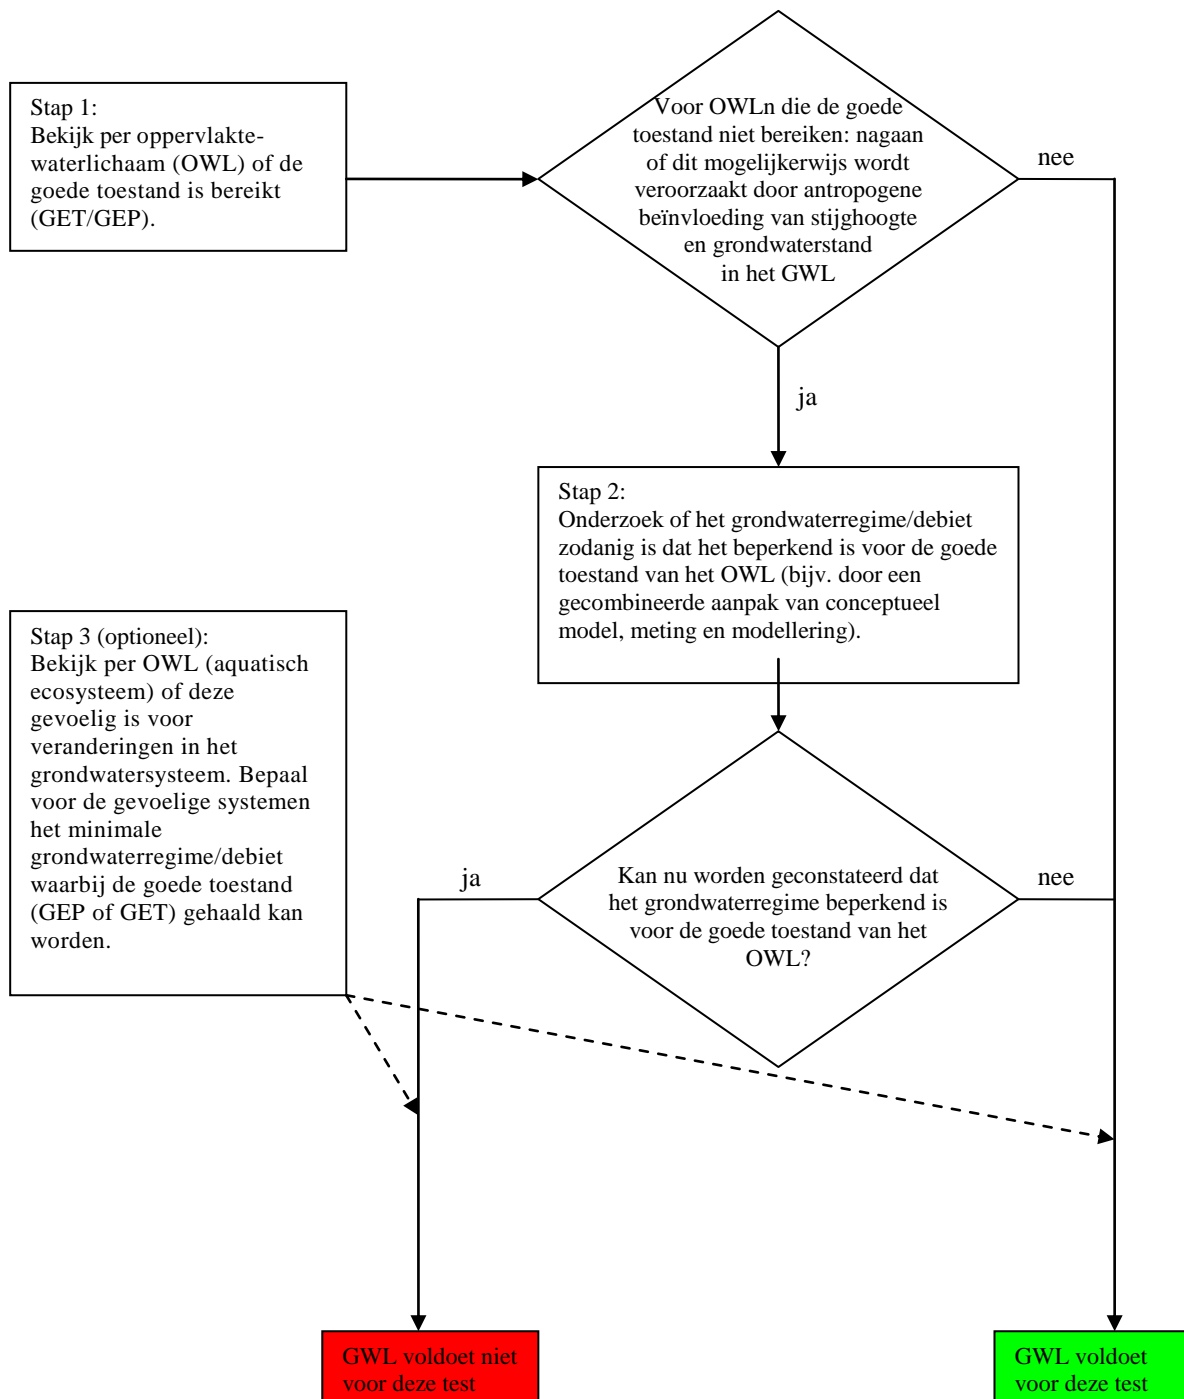 Stap 1:
Bekijk per oppervlakte-
waterlichaam (OWL) of de
goede toestand is bereikt
(GET/GEP).
Voor OWLn die de goede
toestand niet bereiken: nagaan
of dit mogelijkerwijs wordt
veroorzaakt door antropogene
beïnvloeding van stijghoogte
en grondwaterstand
in het GWL
nee
ja
Stap 2:
Onderzoek of het grondwaterregime/debiet
zodanig is dat het beperkend is voor de goede
toestand van het OWL (bijv. door een
gecombineerde aanpak van conceptueel
model, meting en modellering).
Stap 3 (optioneel):
Bekijk per OWL (aquatisch
ecosysteem) of deze
gevoelig is voor
veranderingen in het
grondwatersysteem. Bepaal
voor de gevoelige systemen
het minimale
grondwaterregime/debiet
waarbij de goede toestand
(GEP of GET) gehaald kan
worden.
ja
Kan nu worden geconstateerd dat
het grondwaterregime beperkend is
voor de goede toestand van het
OWL?
nee
GWL voldoet niet
voor deze test
GWL voldoet
voor deze test